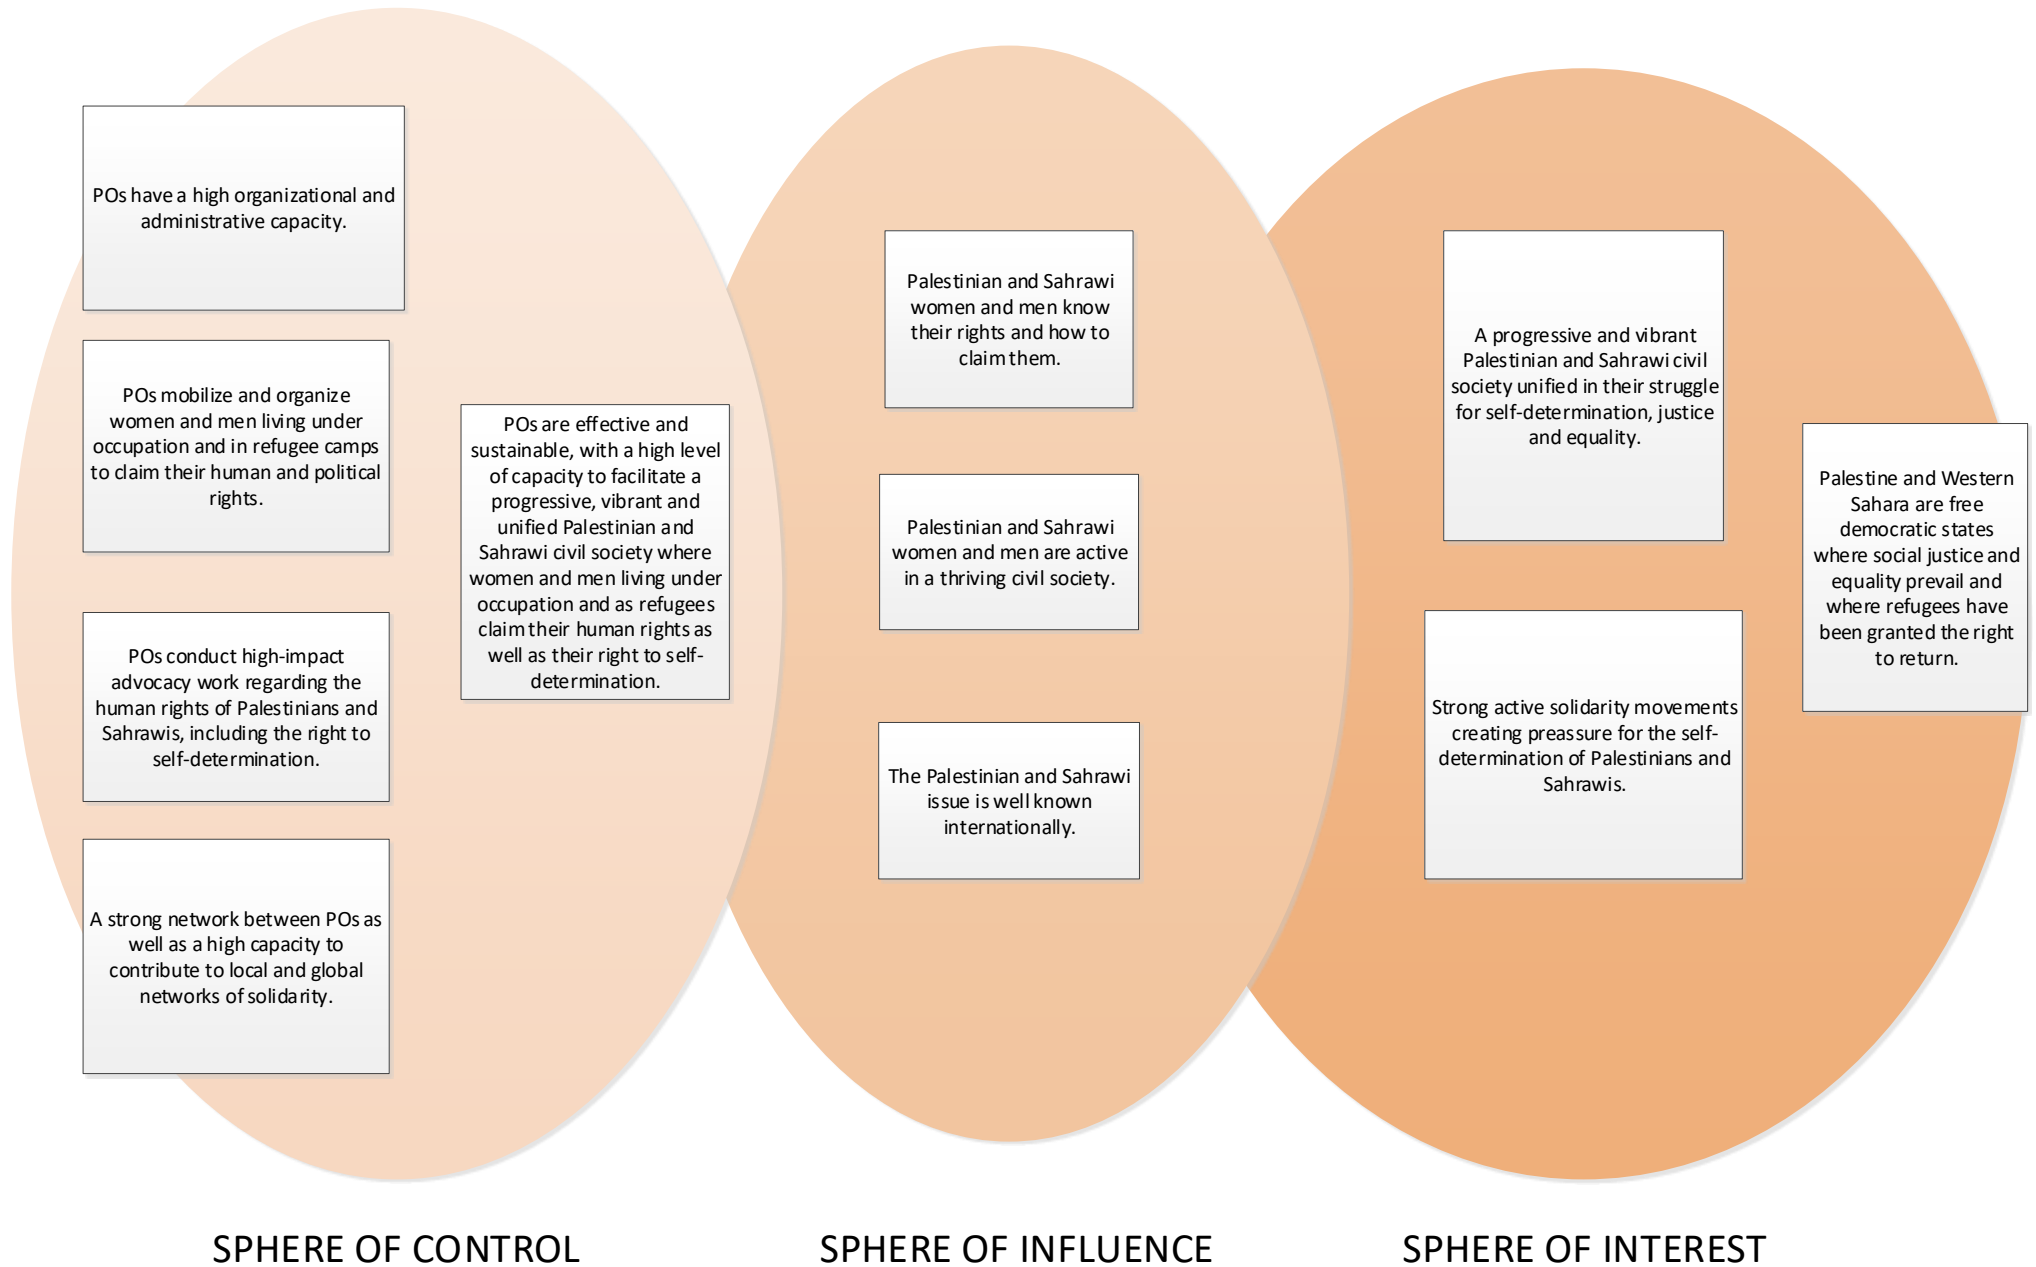 POs have a high organizational and
administrative capacity.
POs mobilize and organize
women and men living under
occupation and in refugee camps
to claim their human and political
rights.
POs conduct high-impact
advocacy work regarding the
human rights of Palestinians and
Sahrawis, including the right to
self-determination.
A strong network between POs as
well as a high capacity to
contribute to local and global
networks of solidarity.
POs are effective and
sustainable, with a high level
of capacity to facilitate a
progressive, vibrant and
unified Palestinian and
Sahrawi civil society where
women and men living under
occupation and as refugees
claim their human rights as
well as their right to self-
determination.
Palestinian and Sahrawi
women and men know
their rights and how to
claim them.
Palestinian and Sahrawi
women and men are active
in a thriving civil society.
The Palestinian and Sahrawi
issue is well known
internationally.
A progressive and vibrant
Palestinian and Sahrawi civil
society unified in their struggle
for self-determination, justice
and equality.
Strong active solidarity movements
creating preassure for the self-
determination of Palestinians and
Sahrawis.
Palestine and Western
Sahara are free
democratic states
where social justice and
equality prevail and
where refugees have
been granted the right
to return.
SPHERE OF CONTROL
SPHERE OF INFLUENCE
SPHERE OF INTEREST